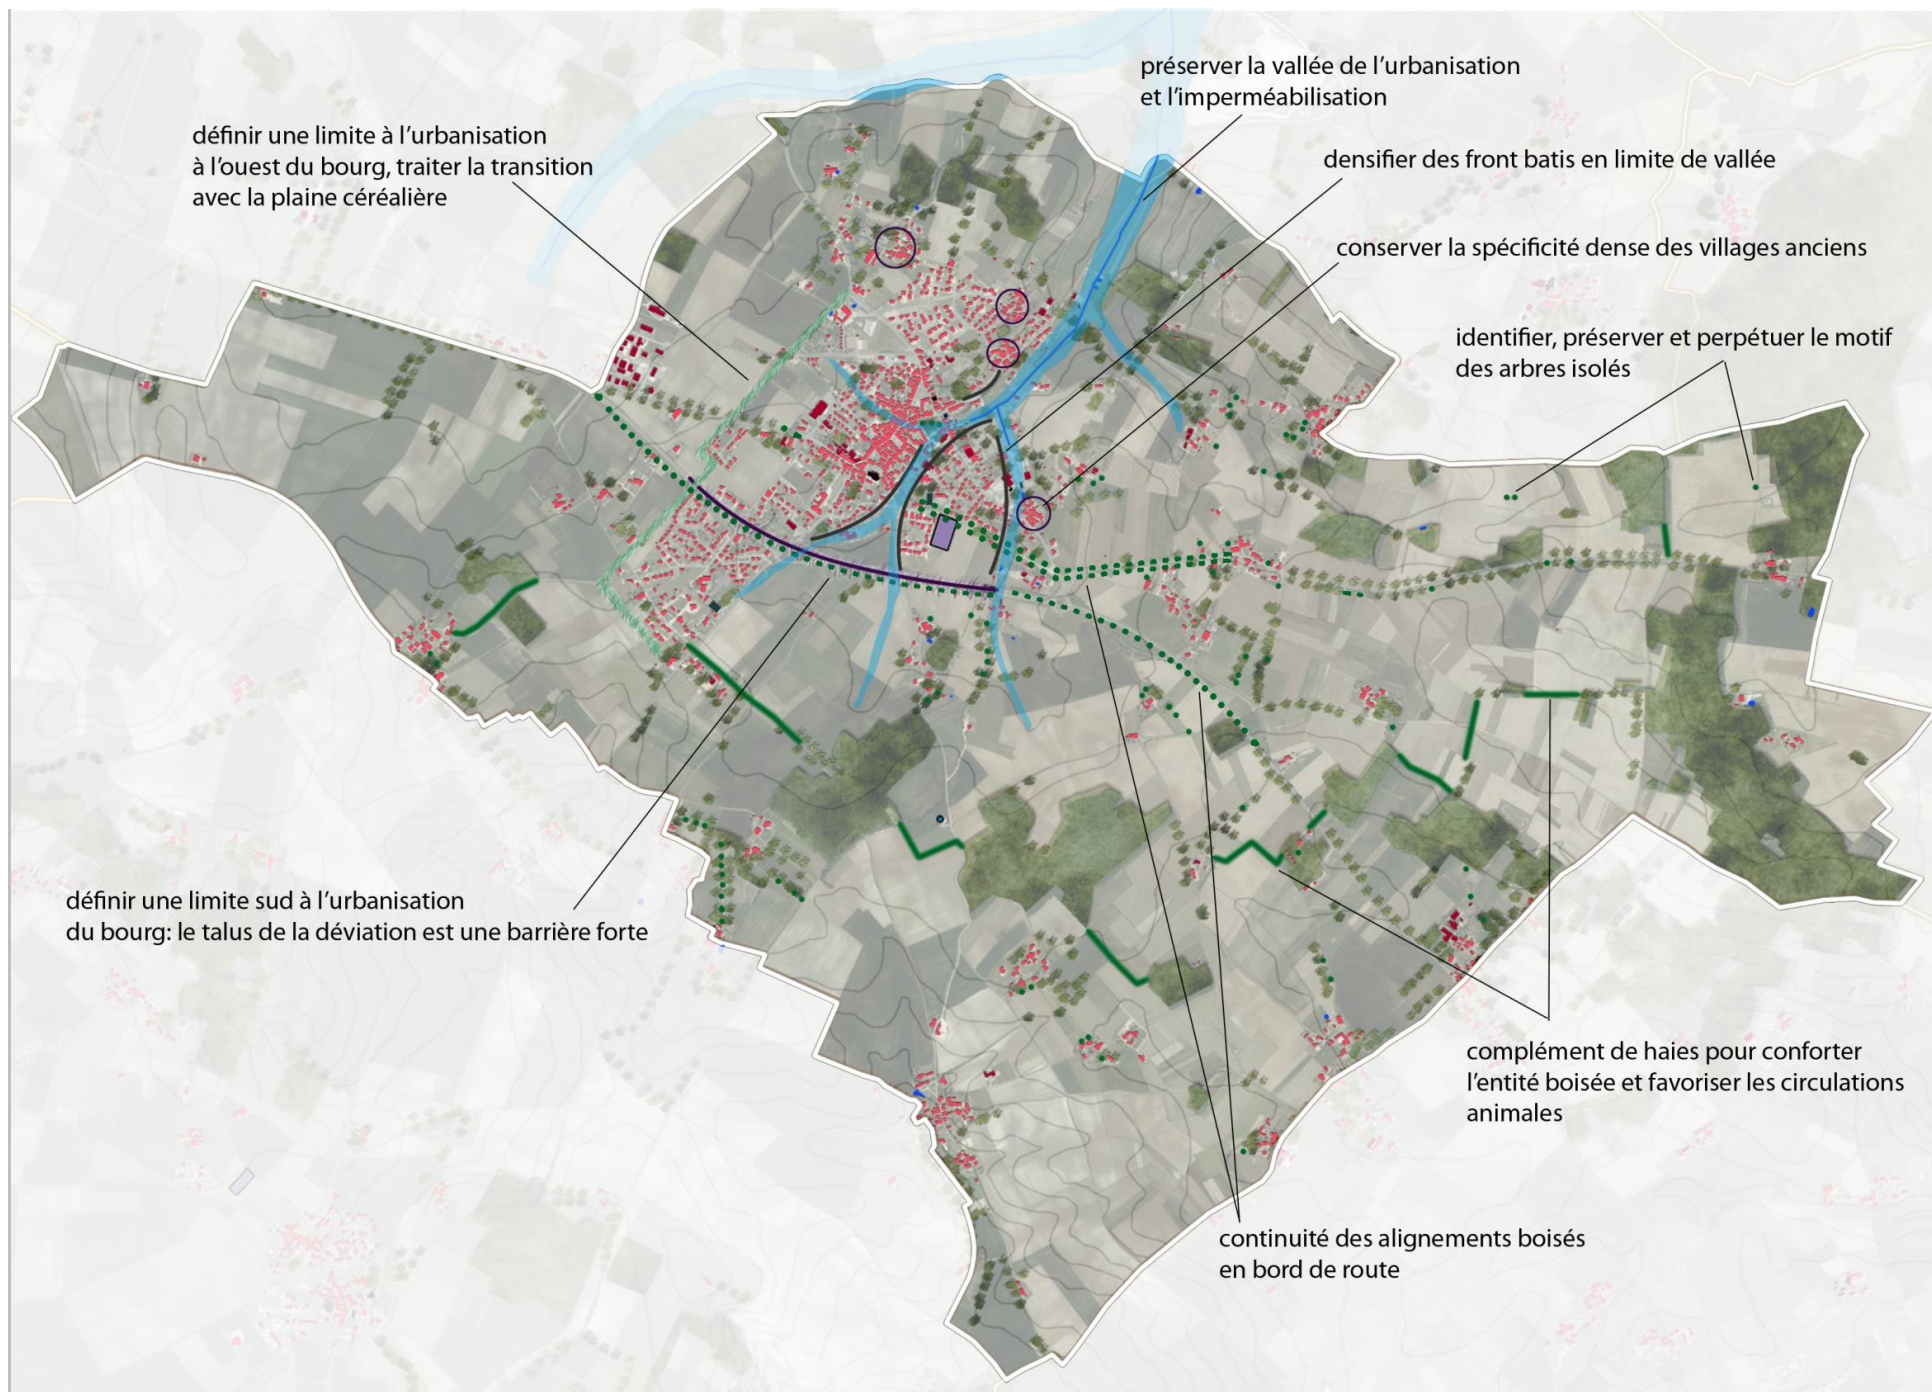 préserver la vallée de l'urbanisation
et l'imperméabilisation
définir une limite à l'urbanisation
à l'ouest du bourg, traiter la transition
avec la plaine céréalière
densifier des front batis en limite de vallée
conserver la spécificité dense des villages anciens
identifier, préserver et perpétuer le motif
des arbres isolés
définir une limite sud à l'urbanisation
du bourg: le talus de la déviation est une barrière forte
complément de haies pour conforter
l'entité boisée et favoriser les circulations
animales
continuité des alignements boisés
en bord de route